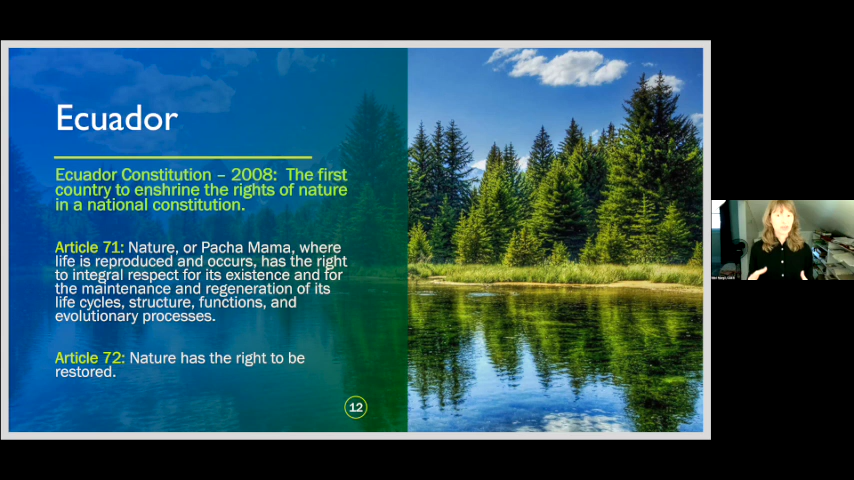 Ecuador
Ecuador Constitution – 2008:  The first
country to enshrine the rights of nature
in a national constitution.
Article 71: Nature, or Pacha Mama, where
life is reproduced and occurs, has the right
to integral respect for its existence and for
the maintenance and regeneration of its
life cycles, structure, functions, and
evolutionary processes.
Article 72: Nature has the right to be
restored.
12